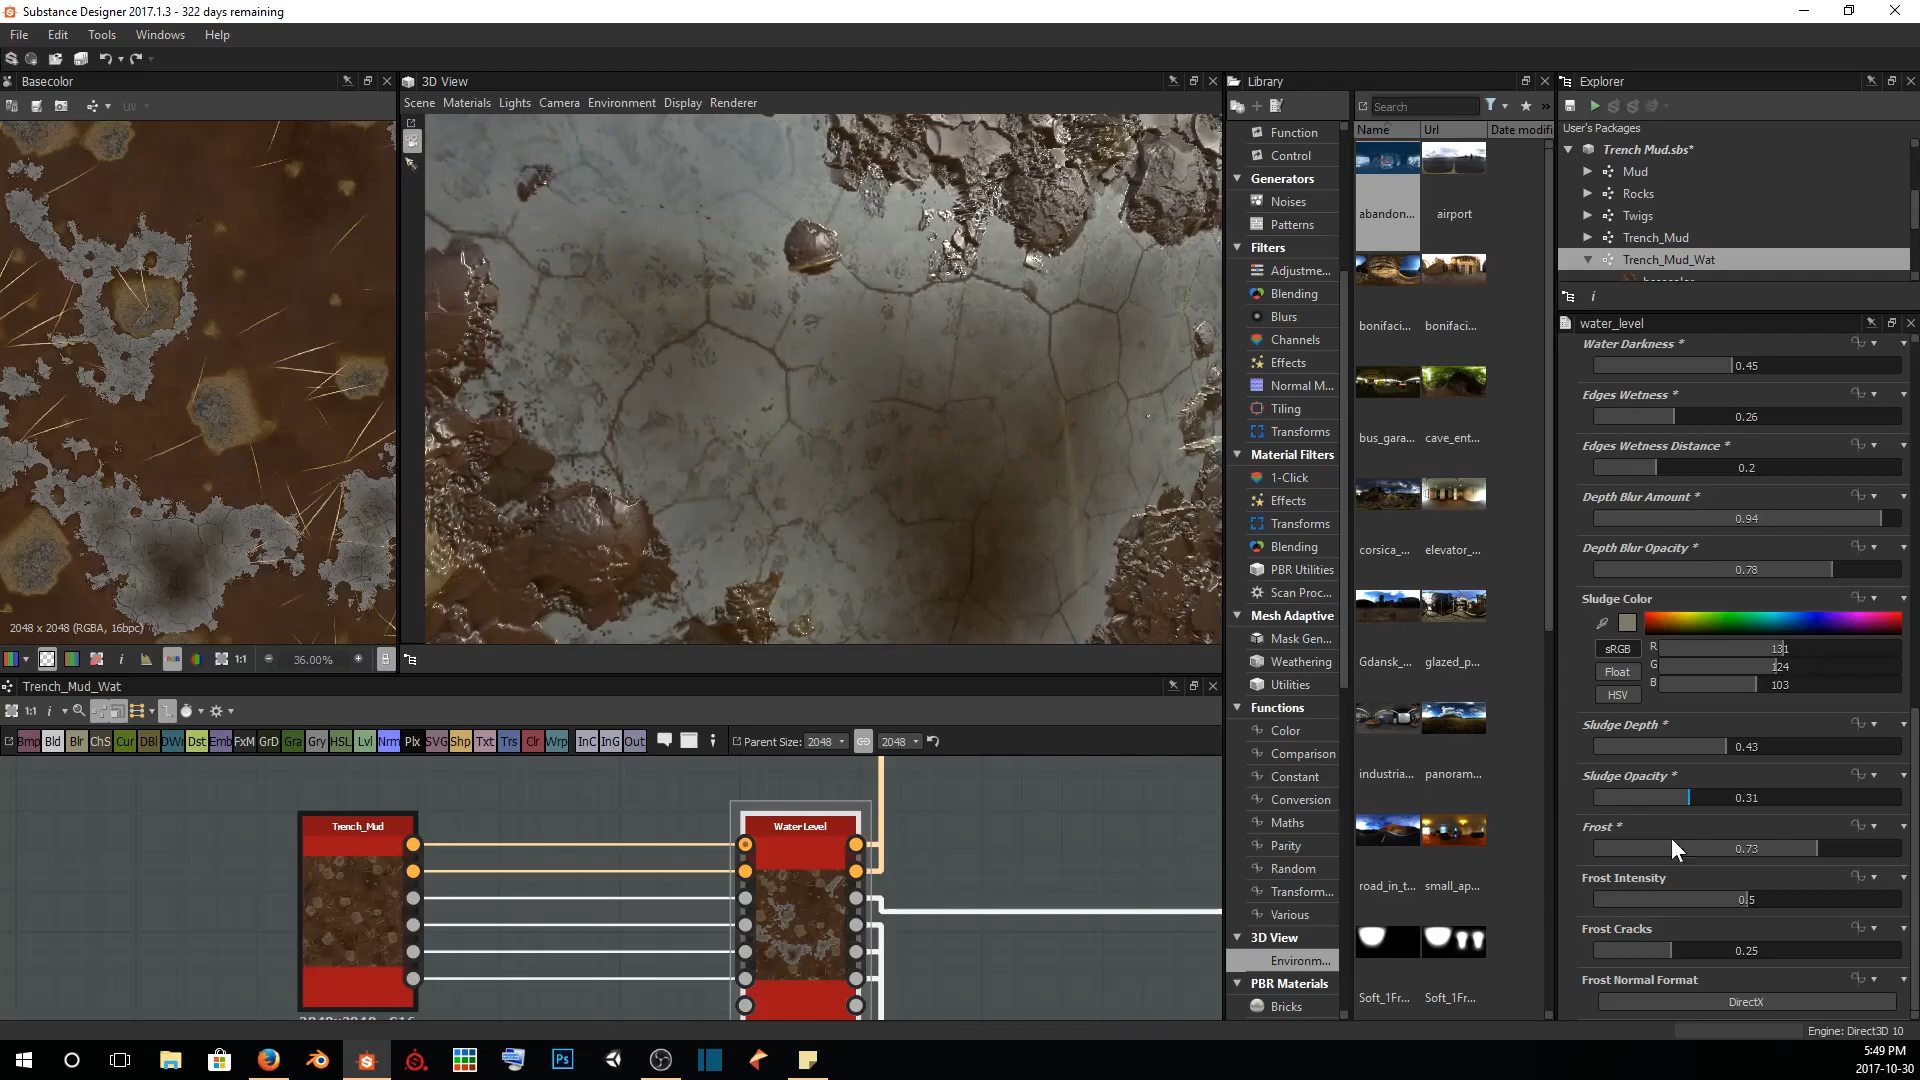 Substance Designer 2017.1.3 - 322 days remaining
File Edit Tools Windows Help
Basecolor
UV
2048 x 2048 (RGBA, 16bpc)
1:1 36.00%
3D View
Scene Materials Lights Camera Environment Display Renderer
Trench_Mud_Wat
1:1
Bmp Bld Blr ChS Cur DBl DWr Dst Emb FxM GrD Gra Gry HSL Lvl Nrm Plx SVG Shp Txt Trs Clr Wrp InC InG Out Parent Size: 2048 2048
Trench_Mud
Water Level
Library
Function
Control
Generators
Noises
Patterns
Filters
Adjustme...
Blending
Blurs
Channels
Effects
Normal M...
Tiling
Transforms
Material Filters
1-Click
Effects
Transforms
Blending
PBR Utilities
Scan Proc...
Mesh Adaptive
Mask Gen...
Weathering
Utilities
Functions
Color
Comparison
Constant
Conversion
Maths
Parity
Random
Transform...
Various
3D View
Environm...
PBR Materials
Bricks
Search
Name Url Date modifi
abandon... airport
bonifaci... bonifaci...
bus_gara... cave_ent...
corsica_... elevator_...
Gdansk_... glazed_p...
industria... panoram...
road_in_t... small_ap...
Soft_1Fr... Soft_1Fr...
Explorer
User's Packages
Trench Mud.sbs*
Mud
Rocks
Twigs
Trench_Mud
Trench_Mud_Wat
water_level
Water Darkness *
0.45
Edges Wetness *
0.26
Edges Wetness Distance *
0.2
Depth Blur Amount *
0.94
Depth Blur Opacity *
0.78
Sludge Color
sRGB R 131
Float G 124
HSV B 103
Sludge Depth *
0.43
Sludge Opacity *
0.31
Frost *
0.73
Frost Intensity
0.5
Frost Cracks
0.25
Frost Normal Format
DirectX
Engine: Direct3D 10
5:49 PM
2017-10-30